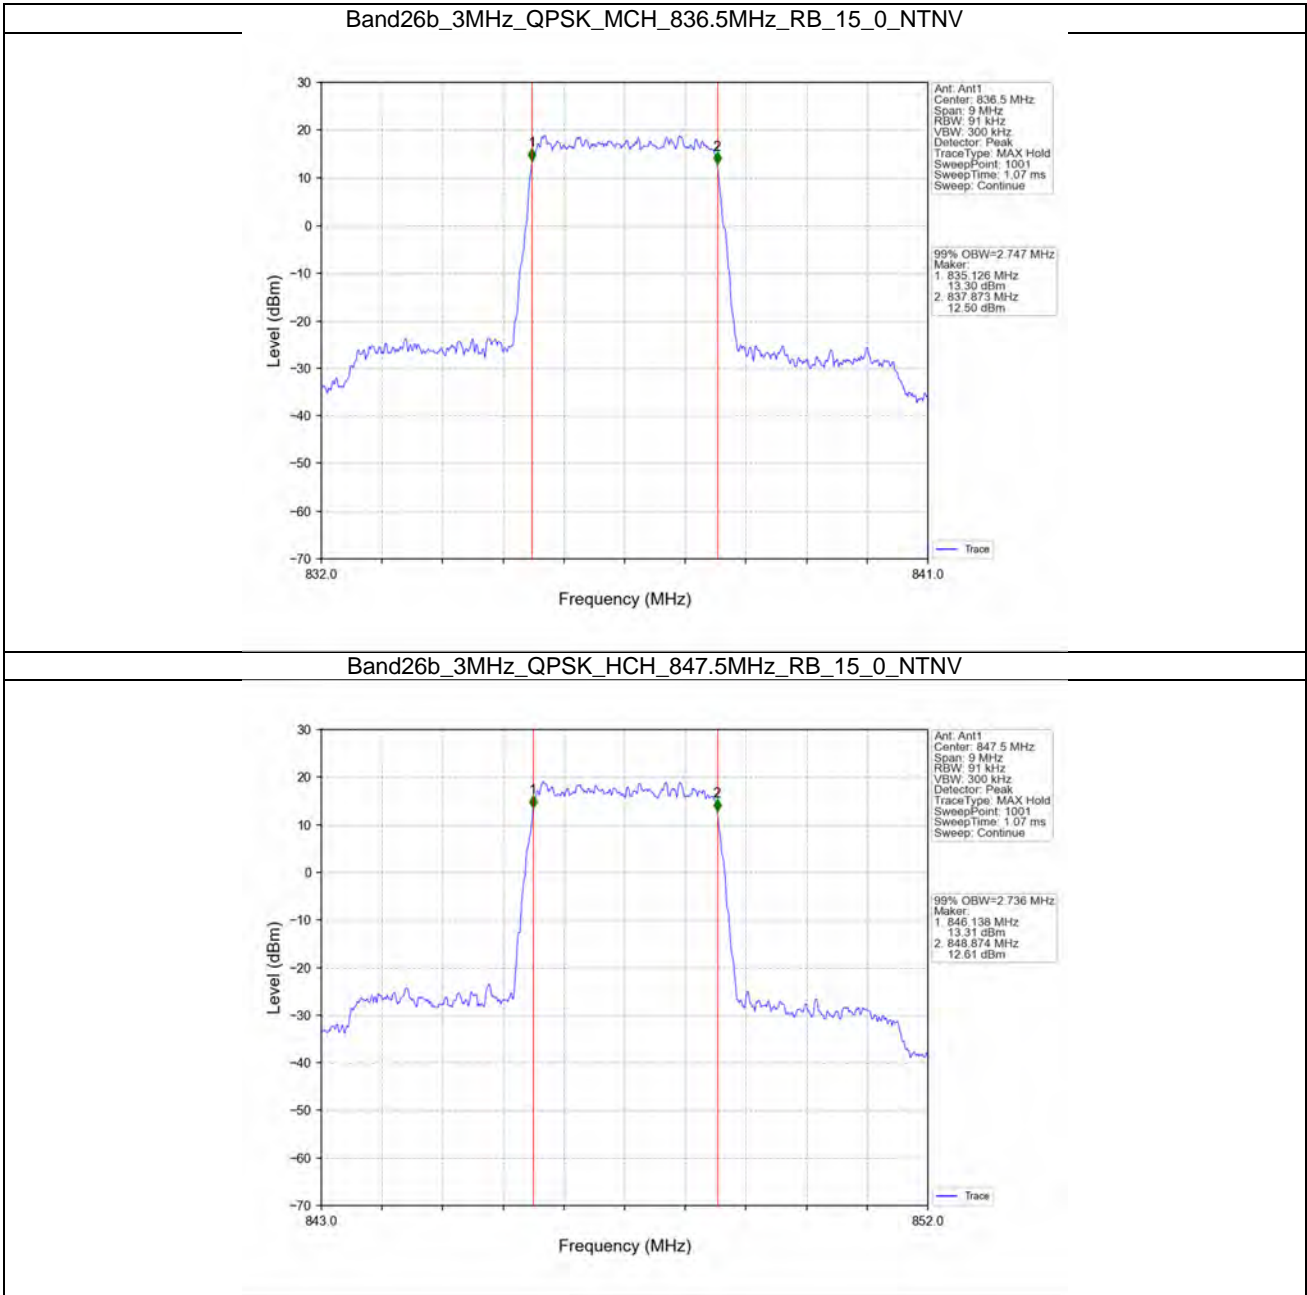 Band26b_3MHz_QPSK_MCH_836.5MHz_RB_15_0_NTNV
30
20
10
0
−10
−20
−30
−40
−50
−60
−70
Level (dBm)
1
2
832.0
841.0
Frequency (MHz)
Ant: Ant1
Center: 836.5 MHz
Span: 9 MHz
RBW: 91 kHz
VBW: 300 kHz
Detector: Peak
TraceType: MAX Hold
SweepPoint: 1001
SweepTime: 1.07 ms
Sweep: Continue
99% OBW=2.747 MHz
Maker:
1. 835.126 MHz
13.30 dBm
2. 837.873 MHz
12.50 dBm
Trace
Band26b_3MHz_QPSK_HCH_847.5MHz_RB_15_0_NTNV
30
20
10
0
−10
−20
−30
−40
−50
−60
−70
Level (dBm)
1
2
843.0
852.0
Frequency (MHz)
Ant: Ant1
Center: 847.5 MHz
Span: 9 MHz
RBW: 91 kHz
VBW: 300 kHz
Detector: Peak
TraceType: MAX Hold
SweepPoint: 1001
SweepTime: 1.07 ms
Sweep: Continue
99% OBW=2.736 MHz
Maker:
1. 846.138 MHz
13.31 dBm
2. 848.874 MHz
12.61 dBm
Trace